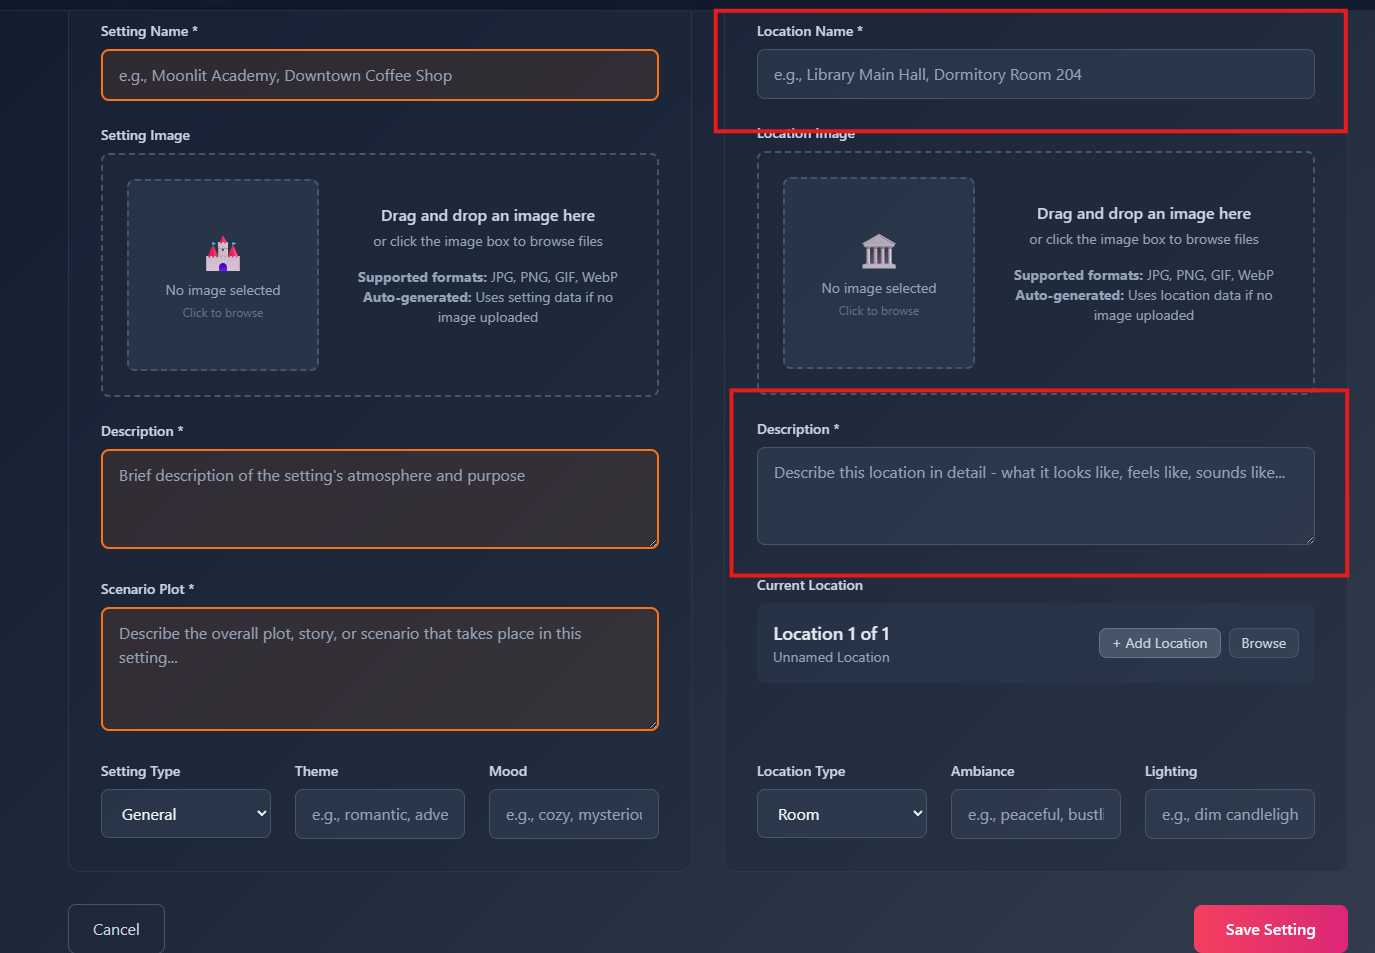 Setting Name *
e.g., Moonlit Academy, Downtown Coffee Shop
Setting Image
No image selected
Click to browse
Drag and drop an image here
or click the image box to browse files
Supported formats: JPG, PNG, GIF, WebP
Auto-generated: Uses setting data if no
image uploaded
Description *
Brief description of the setting's atmosphere and purpose
Scenario Plot *
Describe the overall plot, story, or scenario that takes place in this
setting...
Setting Type
Theme
Mood
General
e.g., romantic, adve
e.g., cozy, mysteriou
Location Name *
e.g., Library Main Hall, Dormitory Room 204
Location Image
No image selected
Click to browse
Drag and drop an image here
or click the image box to browse files
Supported formats: JPG, PNG, GIF, WebP
Auto-generated: Uses location data if no
image uploaded
Description *
Describe this location in detail - what it looks like, feels like, sounds like...
Current Location
Location 1 of 1
Unnamed Location
+ Add Location
Browse
Location Type
Ambiance
Lighting
Room
e.g., peaceful, bustl
e.g., dim candleligh
Cancel
Save Setting